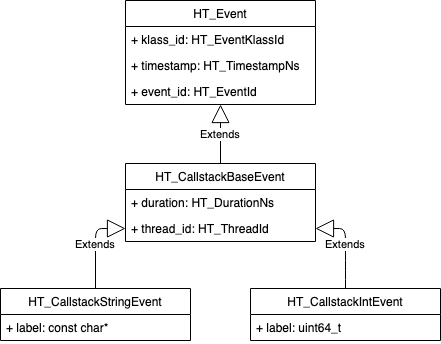 HT_Event
+ klass_id: HT_EventKlassId
+ timestamp: HT_TimestampNs
+ event_id: HT_EventId
Extends
HT_CallstackBaseEvent
+ duration: HT_DurationNs
+ thread_id: HT_ThreadId
Extends
Extends
HT_CallstackStringEvent
+ label: const char*
HT_CallstackIntEvent
+ label: uint64_t